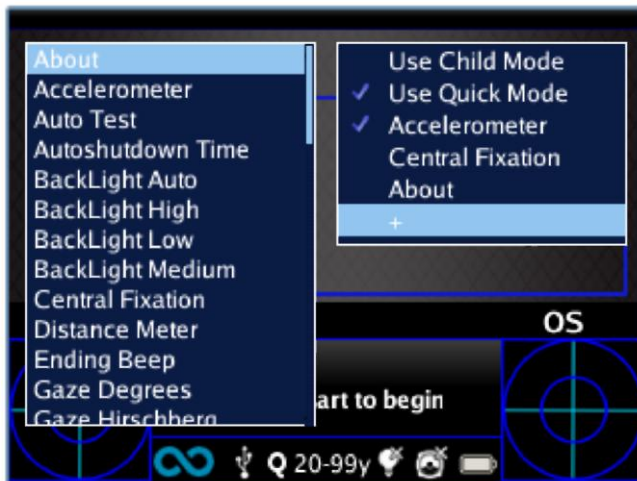 About
Accelerometer
Auto Test
Autoshutdown Time
BackLight Auto
BackLight High
BackLight Low
BackLight Medium
Central Fixation
Distance Meter
Ending Beep
Gaze Degrees
Gaze Hirschberg
Use Child Mode
Use Quick Mode
Accelerometer
Central Fixation
About
+
OS
art to begin
Q 20-99y